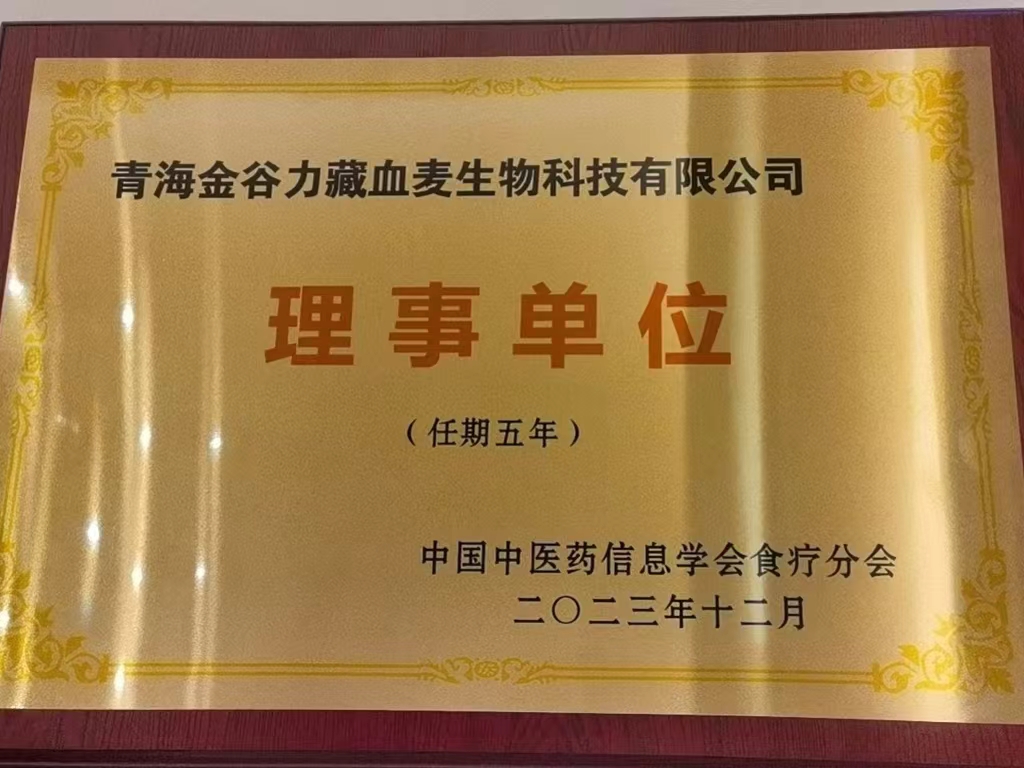 青海金谷力藏血麦生物科技有限公司
理事单位
（任期五年）
中国中医药信息学会食疗分会
二〇二三年十二月